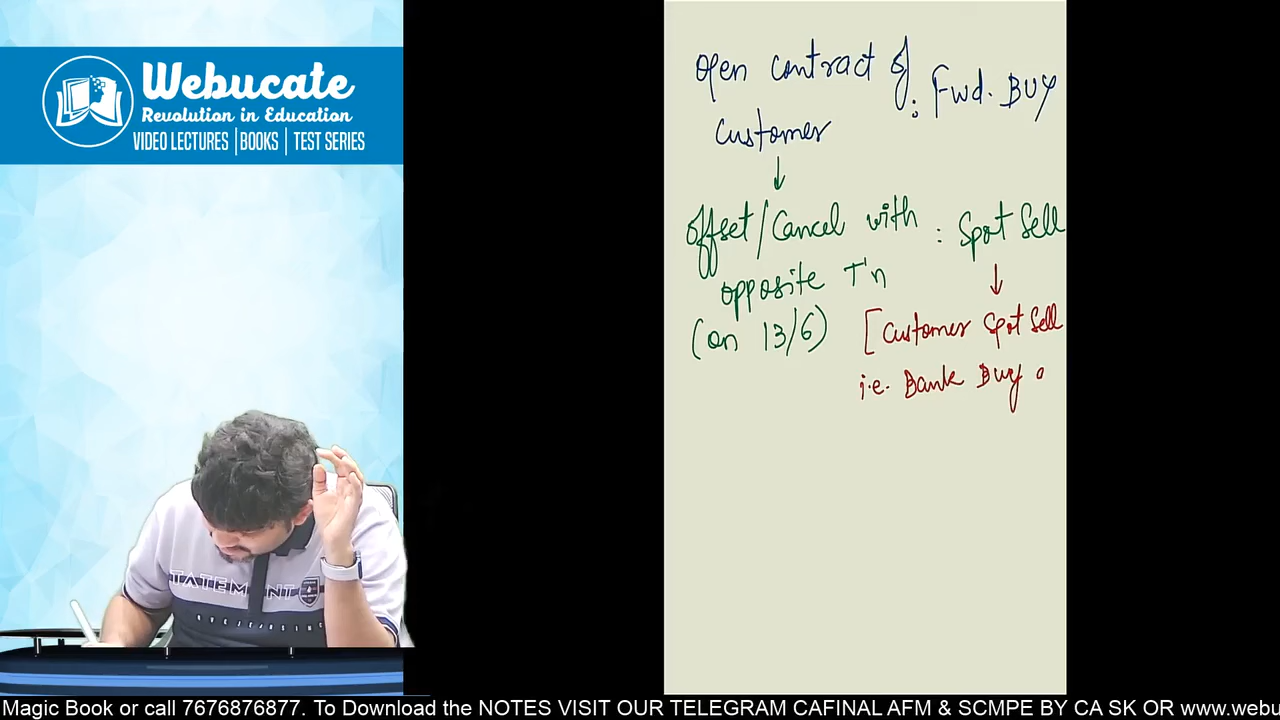 Webucate
Revolution in Education
VIDEO LECTURES | BOOKS | TEST SERIES
Open contract of : Fwd. BUY
Customer
↓
Offset/Cancel with : Spot Sell
opposite T'n
↓
(on 13/6) [Customer Spot Sell
i.e. Bank Buy
TATEM NT
Magic Book or call 7676876877. To Download the NOTES VISIT OUR TELEGRAM CAFINAL AFM & SCMPE BY CA SK OR www.webu